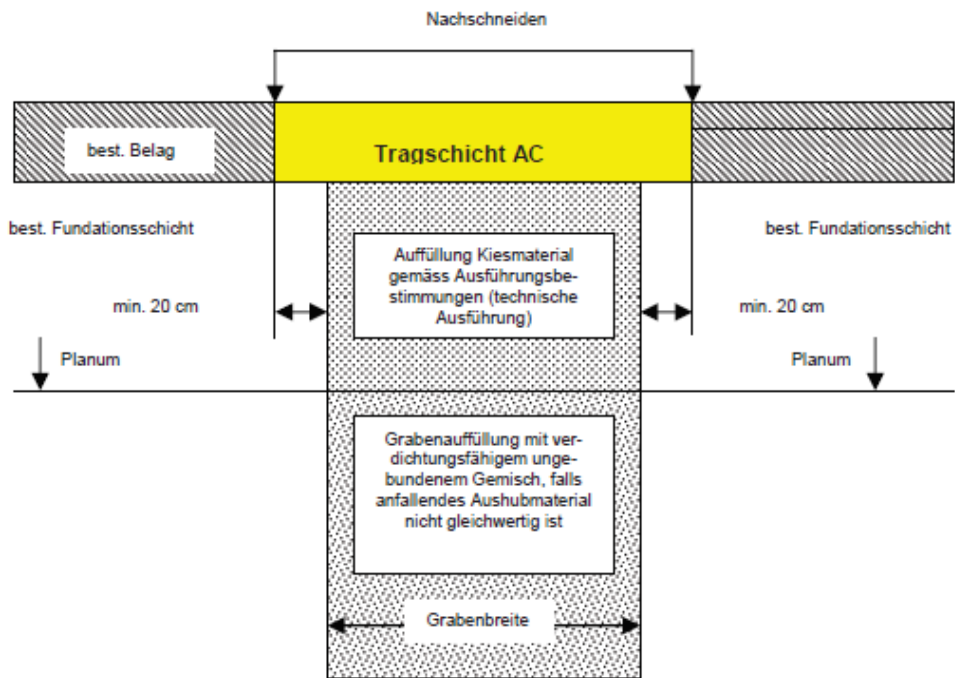 Nachschneiden
best. Belag
Tragschicht AC
best. Fundationsschicht
best. Fundationsschicht
Auffüllung Kiesmaterial
gemäss Ausführungsbe-
stimmungen (technische
Ausführung)
min. 20 cm
min. 20 cm
Planum
Planum
Grabenauffüllung mit ver-
dichtungsfähigem unge-
bundenem Gemisch, falls
anfallendes Aushubmaterial
nicht gleichwertig ist
Grabenbreite